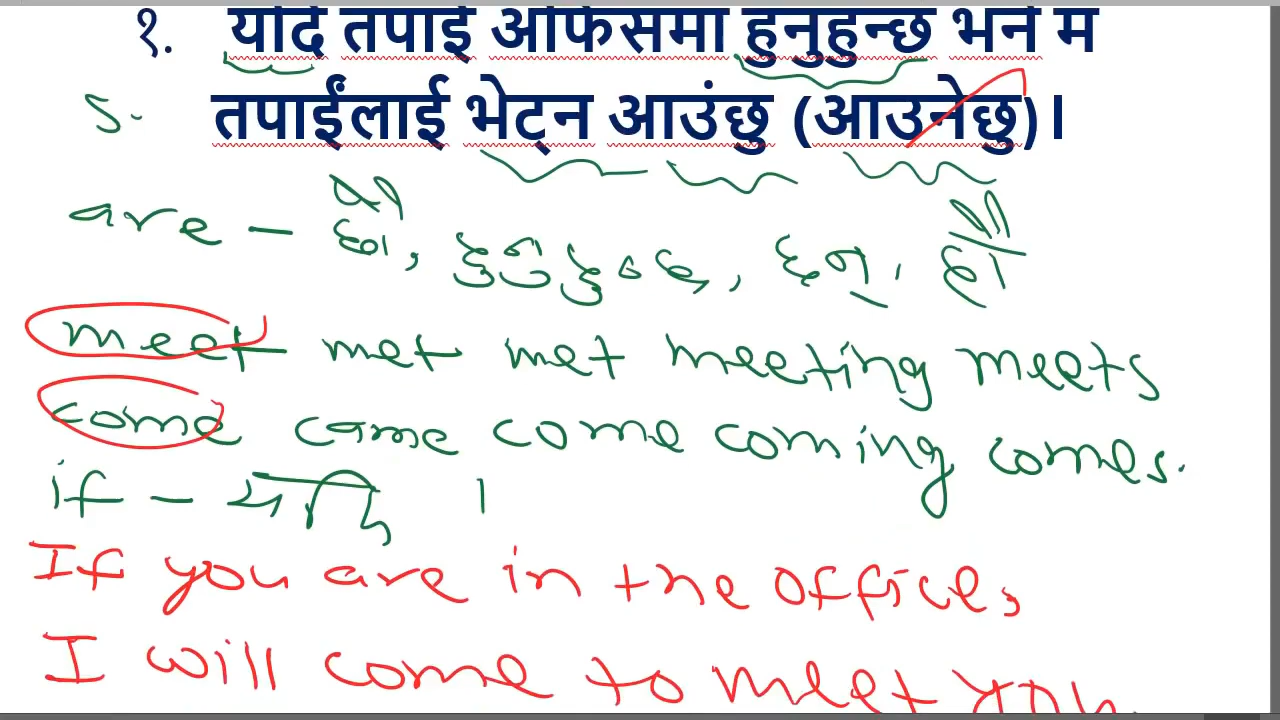 १. यदि तपाईं अफिसमा हुनुहुन्छ भने म
तपाईंलाई भेट्न आउंछु (आउनेछु)।
S.
are - छौ, हुनुहुन्छ, छन्, छौं
meet met met meeting meets
come came come coming comes.
if - यदि ।
If you are in the office,
I will come to meet you.